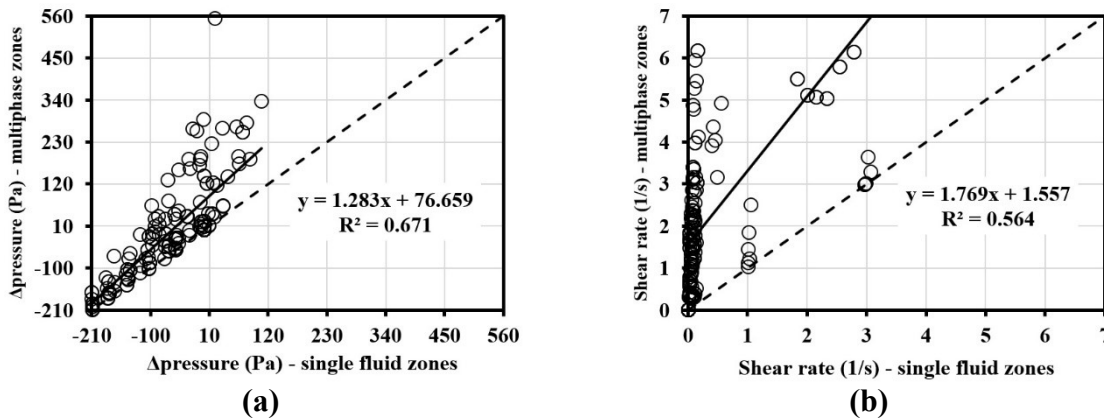 560
450
340
230
120
10
-100
-210
Δpressure (Pa) - multiphase zones
y = 1.283x + 76.659
R² = 0.671
-210 -100 10 120 230 340 450 560
Δpressure (Pa) - single fluid zones
(a)
7
6
5
4
3
2
1
0
Shear rate (1/s) - multiphase zones
y = 1.769x + 1.557
R² = 0.564
0 1 2 3 4 5 6 7
Shear rate (1/s) - single fluid zones
(b)